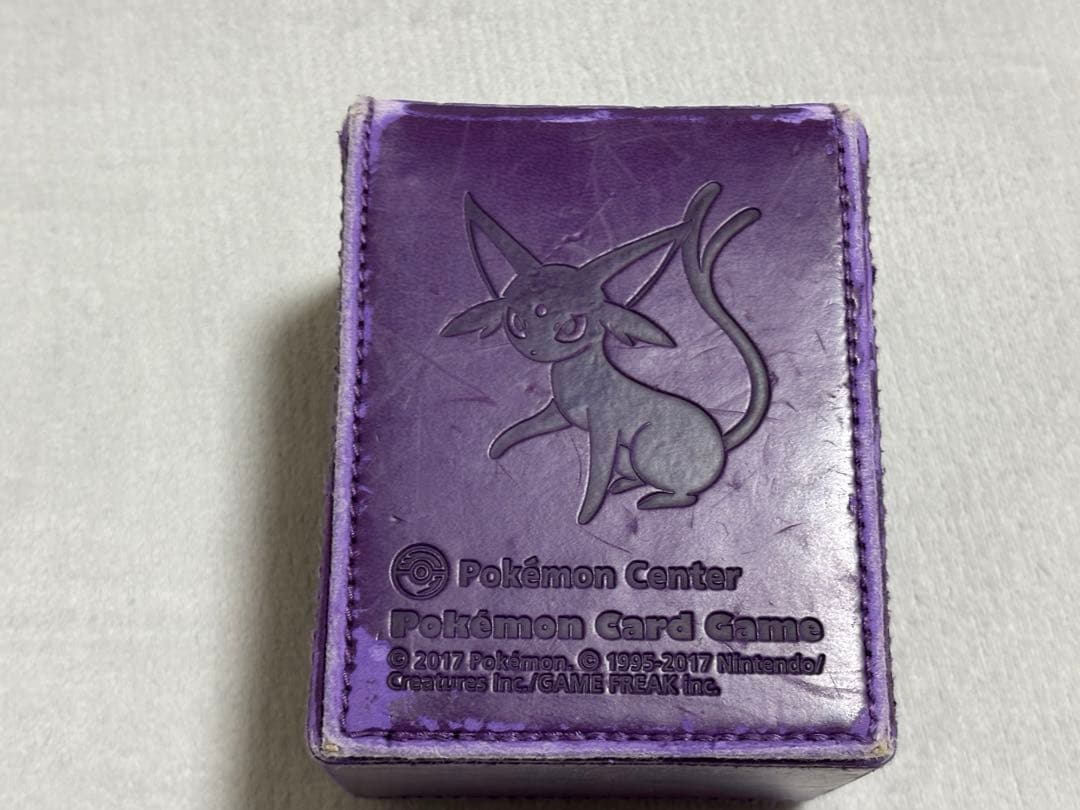 Pokémon Center
Pokémon Card Game
© 2017 Pokémon. © 1995-2017 Nintendo/
Creatures Inc./GAME FREAK inc.